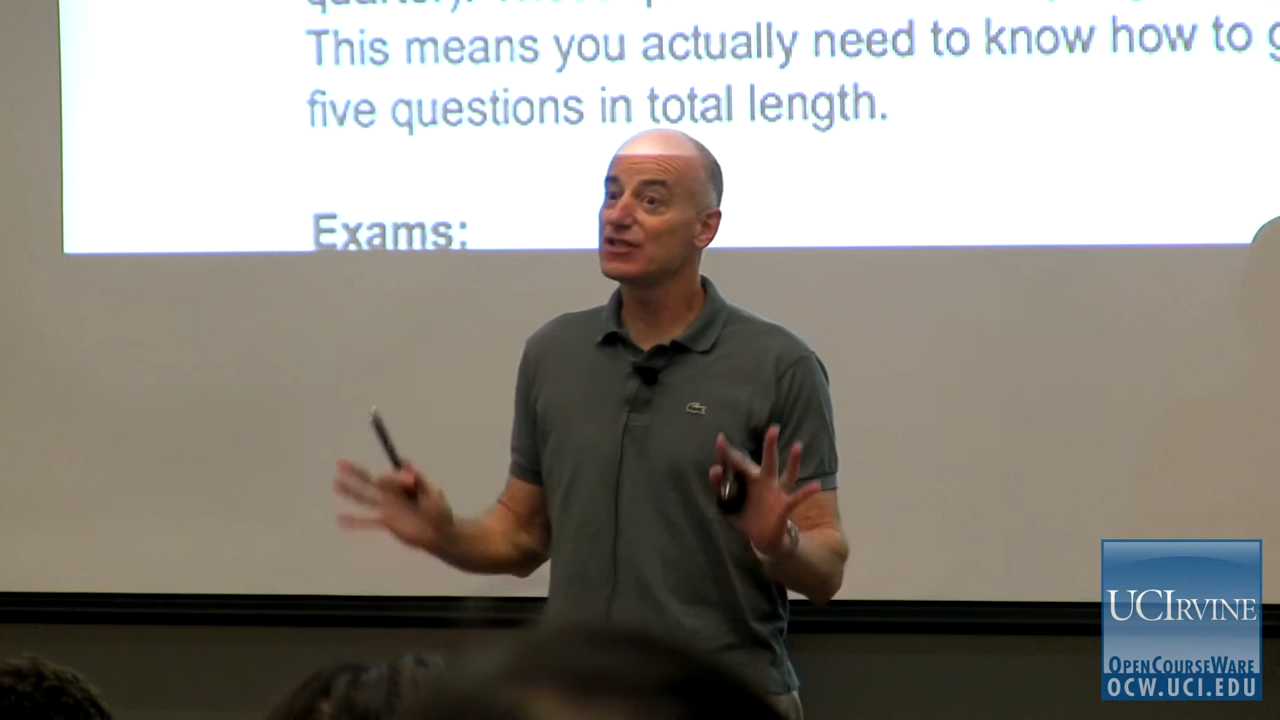 This means you actually need to know how to
five questions in total length.
Exams:
UCIRVINE
OPENCOURSEWARE
OCW.UCI.EDU